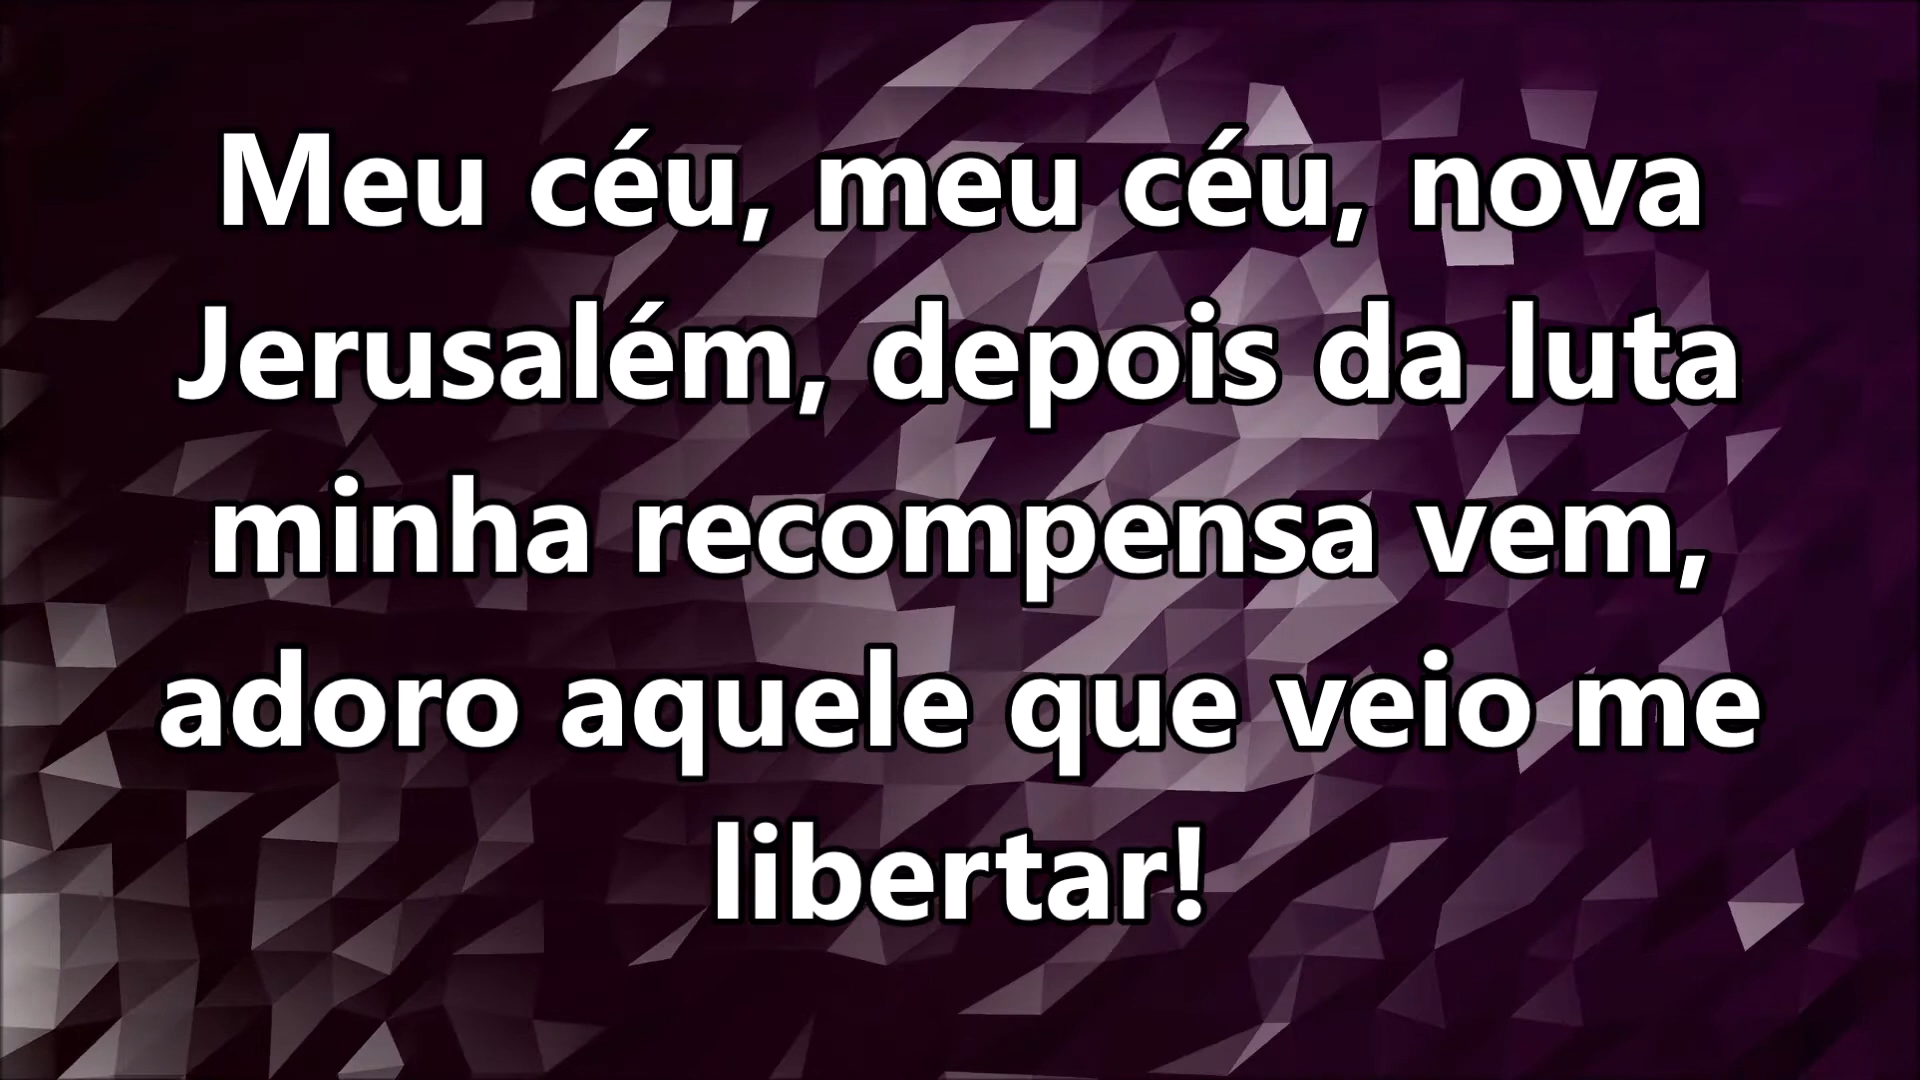 Meu céu, meu céu, nova
Jerusalém, depois da luta
minha recompensa vem,
adoro aquele que veio me
libertar!